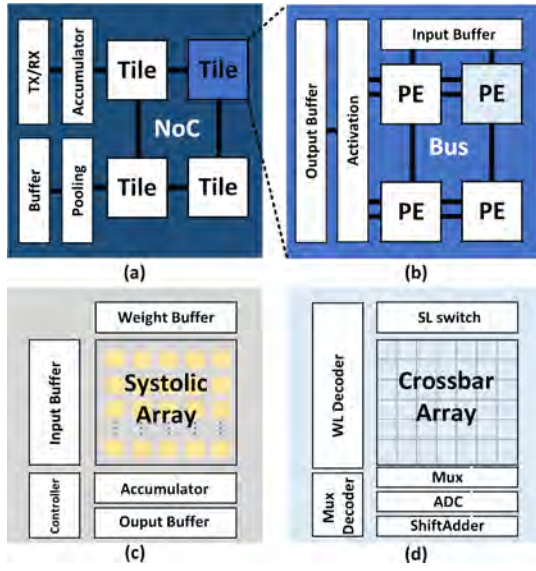 TX/RX
Accumulator
Tile
Tile
NoC
Buffer
Pooling
Tile
Tile
(a)
Input Buffer
Output Buffer
Activation
PE
PE
Bus
PE
PE
(b)
Weight Buffer
Input Buffer
Systolic
Array
Controller
Accumulator
Ouput Buffer
(c)
SL switch
WL Decoder
Crossbar
Array
Mux
Decoder
Mux
ADC
ShiftAdder
(d)